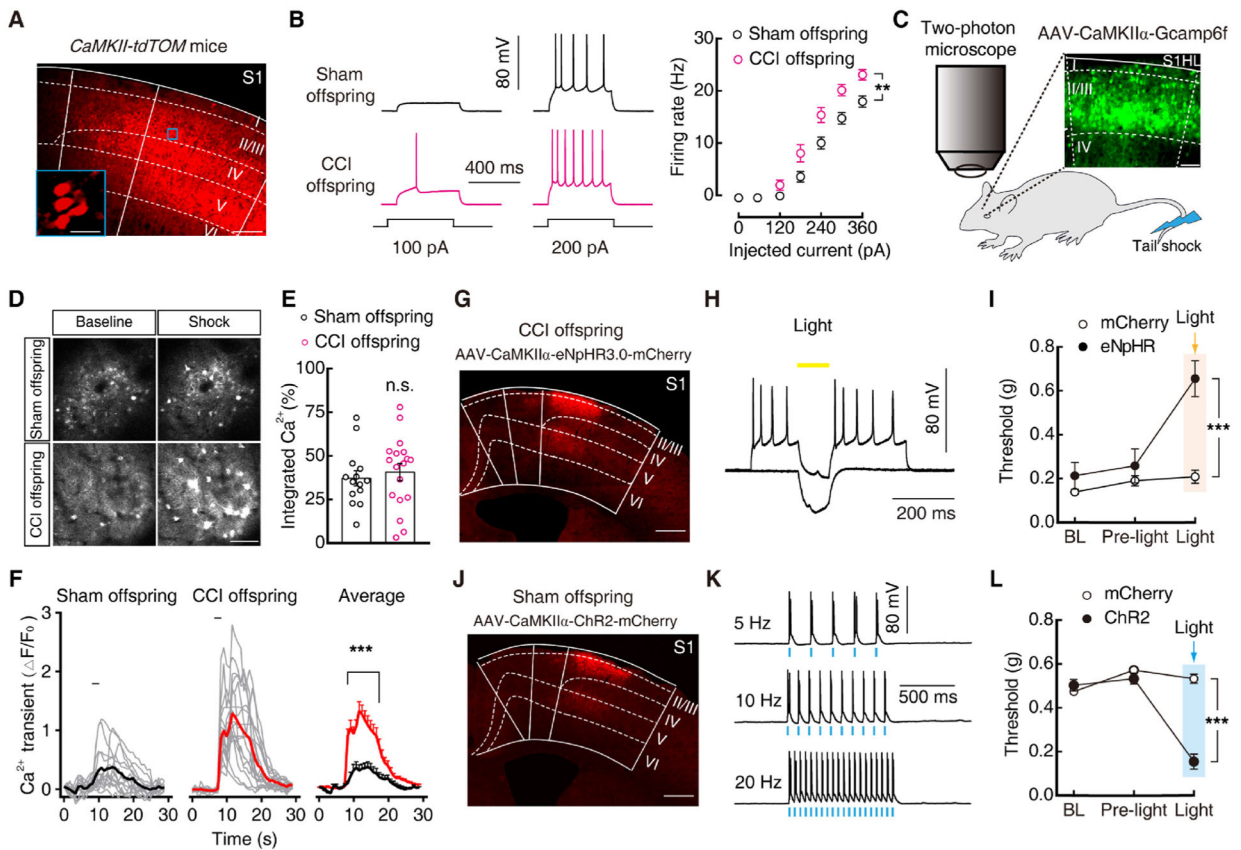 A
CaMKII-tdTOM mice
S1
I
II/III
IV
V
VI
B
Sham
offspring
80 mV
CCI
offspring
400 ms
100 pA
200 pA
Firing rate (Hz)
Sham offspring
CCI offspring
30
20
10
0
**
0 120 240 360
Injected current (pA)
C
Two-photon
microscope
AAV-CaMKIIα-Gcamp6f
S1HL
I
II/III
IV
Tail shock
D
Baseline
Shock
Sham offspring
CCI offspring
E
Sham offspring
CCI offspring
n.s.
Integrated Ca²⁺(%)
100
75
50
25
0
F
Sham offspring
CCI offspring
Average
Ca²⁺ transient (△F/F₀)
3
2
1
0
***
0 10 20 30
0 10 20 30
0 10 20 30
Time (s)
G
CCI offspring
AAV-CaMKIIα-eNpHR3.0-mCherry
S1
I
II/III
IV
V
VI
H
Light
80 mV
200 ms
I
mCherry
eNpHR
Light
Threshold (g)
0.8
0.6
0.4
0.2
0.0
***
BL Pre-light Light
J
Sham offspring
AAV-CaMKIIα-ChR2-mCherry
S1
I
II/III
IV
V
VI
K
5 Hz
80 mV
10 Hz
500 ms
20 Hz
L
mCherry
ChR2
Light
Threshold (g)
0.8
0.6
0.4
0.2
0.0
***
BL Pre-light Light